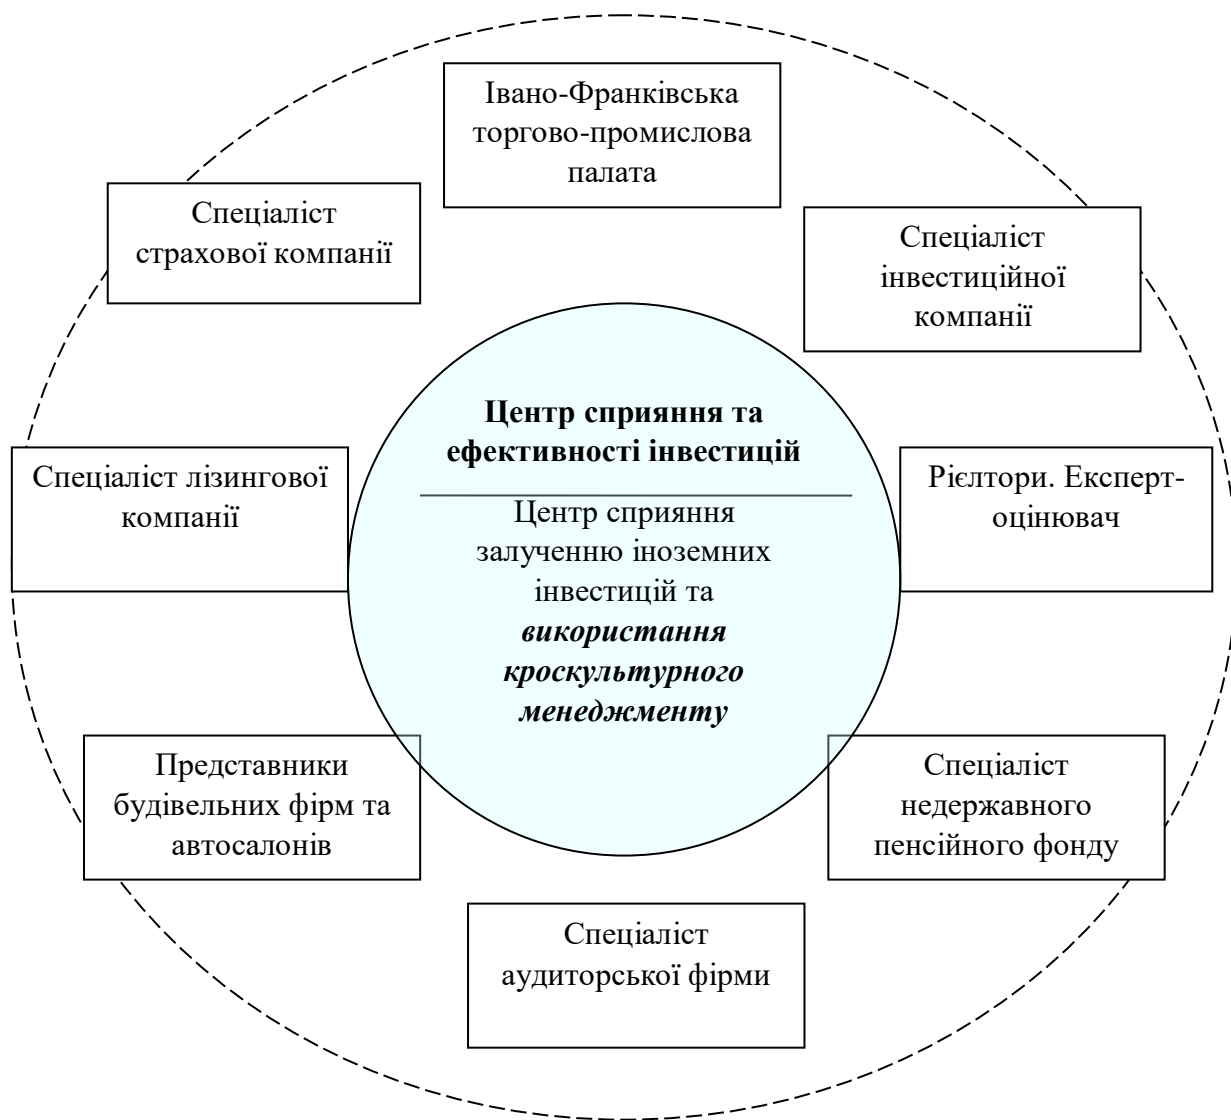 Івано-Франківська
торгово-промислова
палата
Спеціаліст
страхової компанії
Спеціаліст
інвестиційної
компанії
Центр сприяння та
ефективності інвестицій
Центр сприяння
залученню іноземних
інвестицій та
використання
кроскультурного
менеджменту
Спеціаліст лізингової
компанії
Рієлтори. Експерт-
оцінювач
Представники
будівельних фірм та
автосалонів
Спеціаліст
недержавного
пенсійного фонду
Спеціаліст
аудиторської фірми